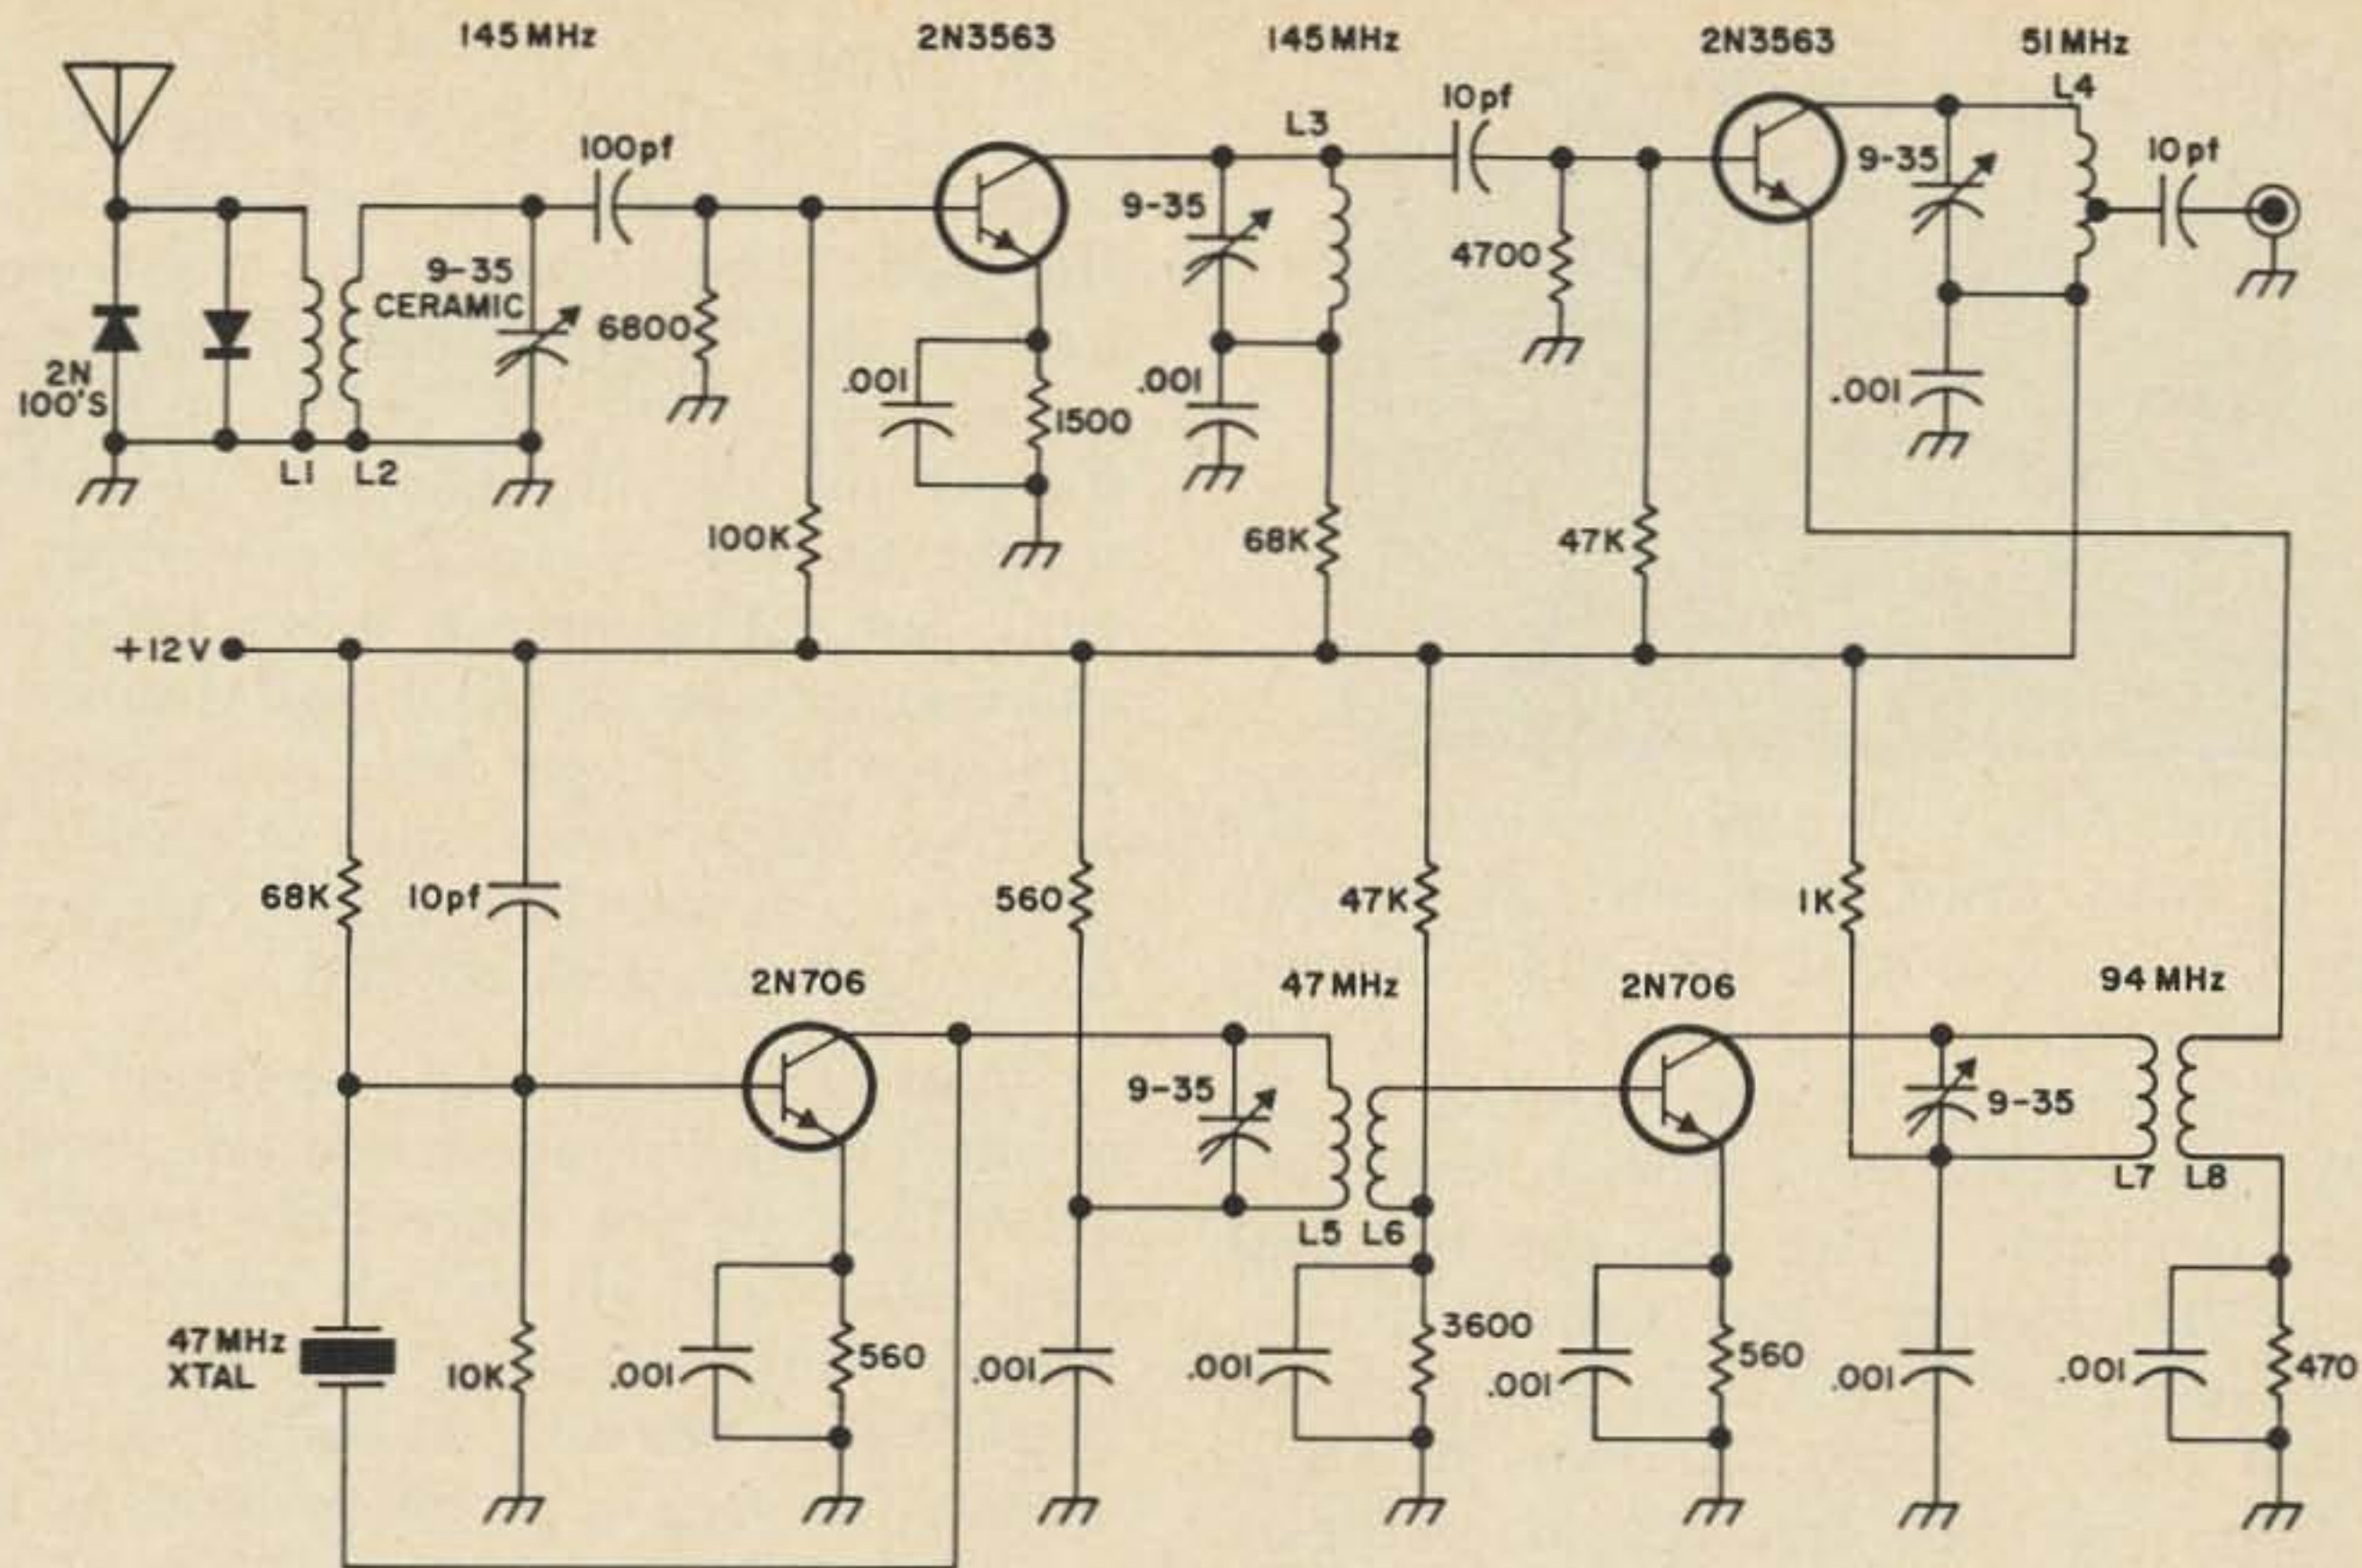 145 MHz
2N3563
145 MHz
2N3563
51 MHz
L4
100pf
L3
10pf
9-35
10 pf
9-35
CERAMIC
6800
9-35
4700
2N
100'S
.001
1500
.001
.001
L1
L2
100K
68K
47K
+12 V
68K
10pf
560
47K
1K
2N706
47 MHz
2N706
94 MHz
9-35
9-35
L5
L6
L7
L8
47 MHz
XTAL
10K
.001
560
.001
.001
3600
.001
560
.001
.001
470